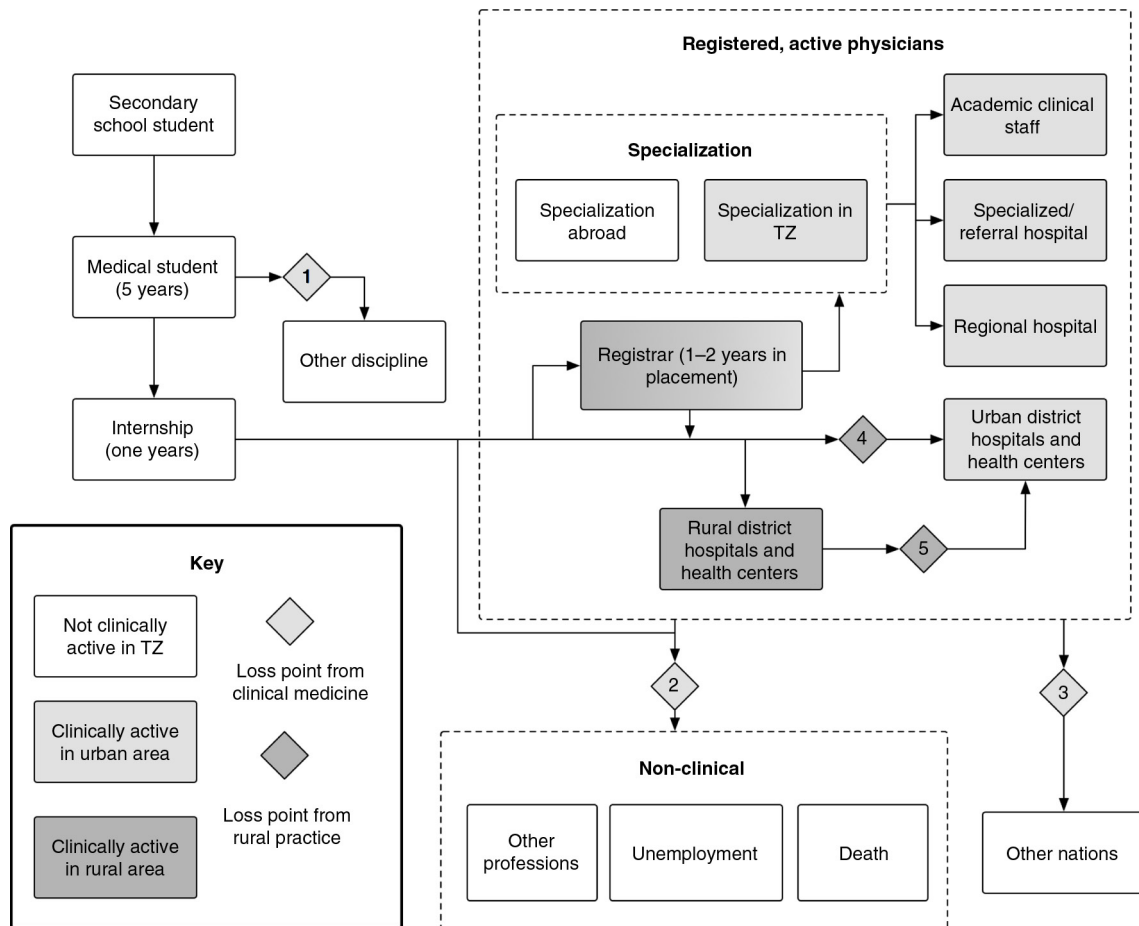 Registered, active physicians
Secondary
school student
Academic clinical
staff
Specialization
Specialization
abroad
Specialization in
TZ
Specialized/
referral hospital
Medical student
(5 years)
1
Other discipline
Regional hospital
Registrar (1–2 years in
placement)
Internship
(one years)
4
Urban district
hospitals and
health centers
Rural district
hospitals and
health centers
5
Key
Not clinically
active in TZ
Loss point from
clinical medicine
Clinically active
in urban area
Loss point from
rural practice
Clinically active
in rural area
2
3
Non-clinical
Other
professions
Unemployment
Death
Other nations